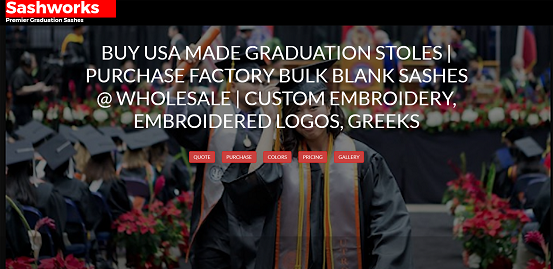 Sashworks
Premier Graduation Sashes
BUY USA MADE GRADUATION STOLES |
PURCHASE FACTORY BULK BLANK SASHES
@ WHOLESALE | CUSTOM EMBROIDERY,
EMBROIDERED LOGOS, GREEKS
QUOTE PURCHASE COLORS PRICING GALLERY